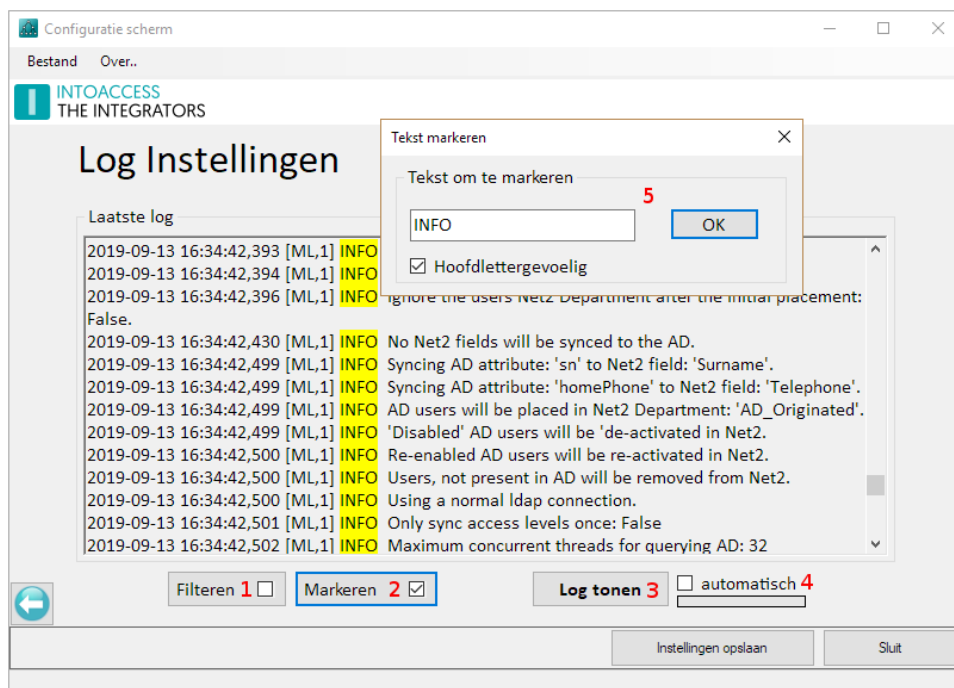 Configuratie scherm
Bestand Over..
INTOACCESS
THE INTEGRATORS
Log Instellingen
Tekst markeren
Tekst om te markeren
5
INFO
OK
Hoofdlettergevoelig
Laatste log
2019-09-13 16:34:42,393 [ML,1] INFO
2019-09-13 16:34:42,394 [ML,1] INFO
2019-09-13 16:34:42,396 [ML,1] INFO Ignore the users Net2 Department after the initial placement:
False.
2019-09-13 16:34:42,430 [ML,1] INFO No Net2 fields will be synced to the AD.
2019-09-13 16:34:42,499 [ML,1] INFO Syncing AD attribute: 'sn' to Net2 field: 'Surname'.
2019-09-13 16:34:42,499 [ML,1] INFO Syncing AD attribute: 'homePhone' to Net2 field: 'Telephone'.
2019-09-13 16:34:42,499 [ML,1] INFO AD users will be placed in Net2 Department: 'AD_Originated'.
2019-09-13 16:34:42,499 [ML,1] INFO 'Disabled' AD users will be 'de-activated in Net2.
2019-09-13 16:34:42,500 [ML,1] INFO Re-enabled AD users will be re-activated in Net2.
2019-09-13 16:34:42,500 [ML,1] INFO Users, not present in AD will be removed from Net2.
2019-09-13 16:34:42,500 [ML,1] INFO Using a normal ldap connection.
2019-09-13 16:34:42,501 [ML,1] INFO Only sync access levels once: False
2019-09-13 16:34:42,502 [ML,1] INFO Maximum concurrent threads for querying AD: 32
Filteren 1 Markeren 2 Log tonen 3 automatisch 4
Instellingen opslaan Sluit